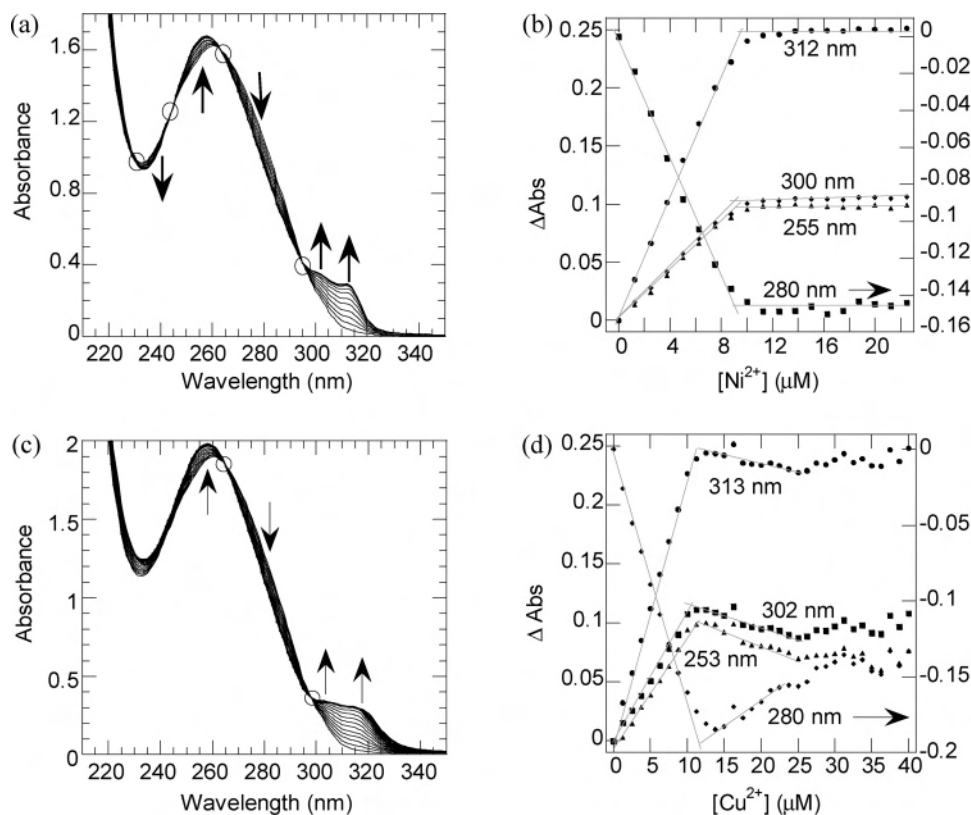 (a)
Absorbance
1.6
1.2
0.8
0.4
0
220 240 260 280 300 320 340
Wavelength (nm)
(b)
ΔAbs
0.25
0.20
0.15
0.1
0.05
0
312 nm
300 nm
255 nm
280 nm
0
-0.02
-0.04
-0.06
-0.08
-0.1
-0.12
-0.14
-0.16
0 4 8 12 16 20
[Ni²⁺] (μM)
(c)
Absorbance
2
2
1
1
0.5
0
220 240 260 280 300 320 340
Wavelength (nm)
(d)
Δ Abs
0.25
0.20
0.15
0.1
0.05
0
313 nm
302 nm
253 nm
280 nm
0
-0.05
-0.1
-0.15
-0.2
0 5 10 15 20 25 30 35 40
[Cu²⁺] (μM)